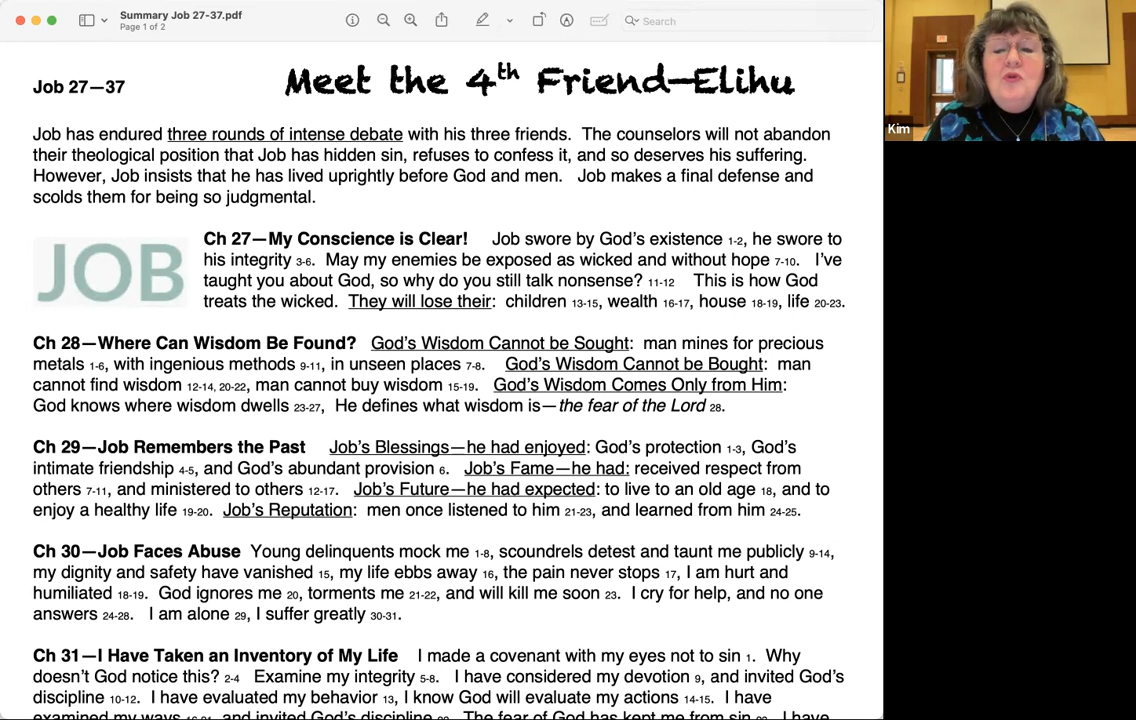 Summary Job 27-37.pdf
Page 1 of 2
Search
Job 27—37
Meet the 4th Friend—Elihu
Job has endured three rounds of intense debate with his three friends. The counselors will not abandon
their theological position that Job has hidden sin, refuses to confess it, and so deserves his suffering.
However, Job insists that he has lived uprightly before God and men. Job makes a final defense and
scolds them for being so judgmental.
JOB
Ch 27—My Conscience is Clear! Job swore by God's existence 1-2, he swore to
his integrity 3-6. May my enemies be exposed as wicked and without hope 7-10. I've
taught you about God, so why do you still talk nonsense? 11-12 This is how God
treats the wicked. They will lose their: children 13-15, wealth 16-17, house 18-19, life 20-23.
Ch 28—Where Can Wisdom Be Found? God's Wisdom Cannot be Sought: man mines for precious
metals 1-6, with ingenious methods 9-11, in unseen places 7-8. God's Wisdom Cannot be Bought: man
cannot find wisdom 12-14, 20-22, man cannot buy wisdom 15-19. God's Wisdom Comes Only from Him:
God knows where wisdom dwells 23-27, He defines what wisdom is—the fear of the Lord 28.
Ch 29—Job Remembers the Past Job's Blessings—he had enjoyed: God's protection 1-3, God's
intimate friendship 4-5, and God's abundant provision 6. Job's Fame—he had: received respect from
others 7-11, and ministered to others 12-17. Job's Future—he had expected: to live to an old age 18, and to
enjoy a healthy life 19-20. Job's Reputation: men once listened to him 21-23, and learned from him 24-25.
Ch 30—Job Faces Abuse Young delinquents mock me 1-8, scoundrels detest and taunt me publicly 9-14,
my dignity and safety have vanished 15, my life ebbs away 16, the pain never stops 17, I am hurt and
humiliated 18-19. God ignores me 20, torments me 21-22, and will kill me soon 23. I cry for help, and no one
answers 24-28. I am alone 29, I suffer greatly 30-31.
Ch 31—I Have Taken an Inventory of My Life I made a covenant with my eyes not to sin 1. Why
doesn't God notice this? 2-4 Examine my integrity 5-8. I have considered my devotion 9, and invited God's
discipline 10-12. I have evaluated my behavior 13, I know God will evaluate my actions 14-15. I have
examined my ways and invited God's discipline The fear of God has kept me from sin I have
Kim